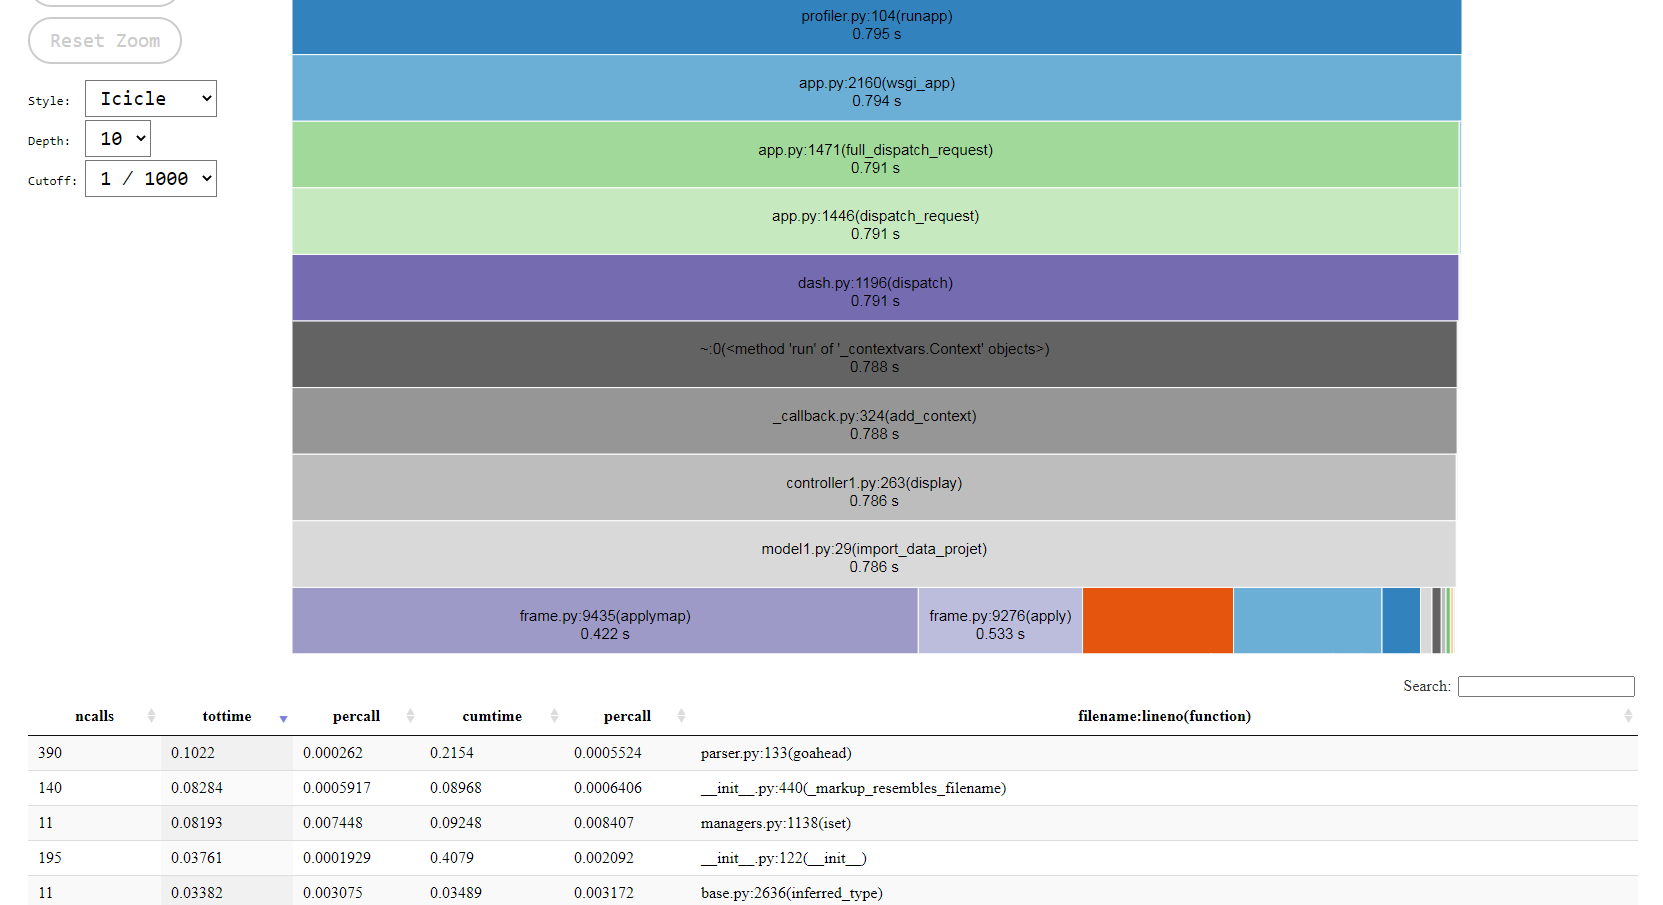 profiler.py:104(runapp)
0.795 s
Reset Zoom
app.py:2160(wsgi_app)
0.794 s
Style: Icicle
Depth: 10
Cutoff: 1 / 1000
app.py:1471(full_dispatch_request)
0.791 s
app.py:1446(dispatch_request)
0.791 s
dash.py:1196(dispatch)
0.791 s
~:0(<method 'run' of '_contextvars.Context' objects>)
0.788 s
_callback.py:324(add_context)
0.788 s
controller1.py:263(display)
0.786 s
model1.py:29(import_data_projet)
0.786 s
frame.py:9435(applymap)
0.422 s
frame.py:9276(apply)
0.533 s
Search:
ncalls tottime percall cumtime percall filename:lineno(function)
390 0.1022 0.000262 0.2154 0.0005524 parser.py:133(goahead)
140 0.08284 0.0005917 0.08968 0.0006406 __init__.py:440(_markup_resembles_filename)
11 0.08193 0.007448 0.09248 0.008407 managers.py:1138(iset)
195 0.03761 0.0001929 0.4079 0.002092 __init__.py:122(__init__)
11 0.03382 0.003075 0.03489 0.003172 base.py:2636(inferred_type)